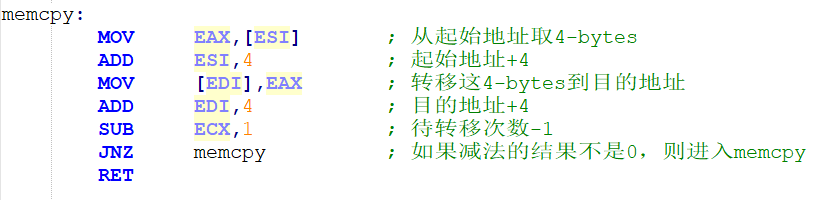 memcpy:
MOV EAX,[ESI] ; 从起始地址取4-bytes
ADD ESI,4 ; 起始地址+4
MOV [EDI],EAX ; 转移这4-bytes到目的地址
ADD EDI,4 ; 目的地址+4
SUB ECX,1 ; 待转移次数-1
JNZ memcpy ; 如果减法的结果不是0，则进入memcpy
RET